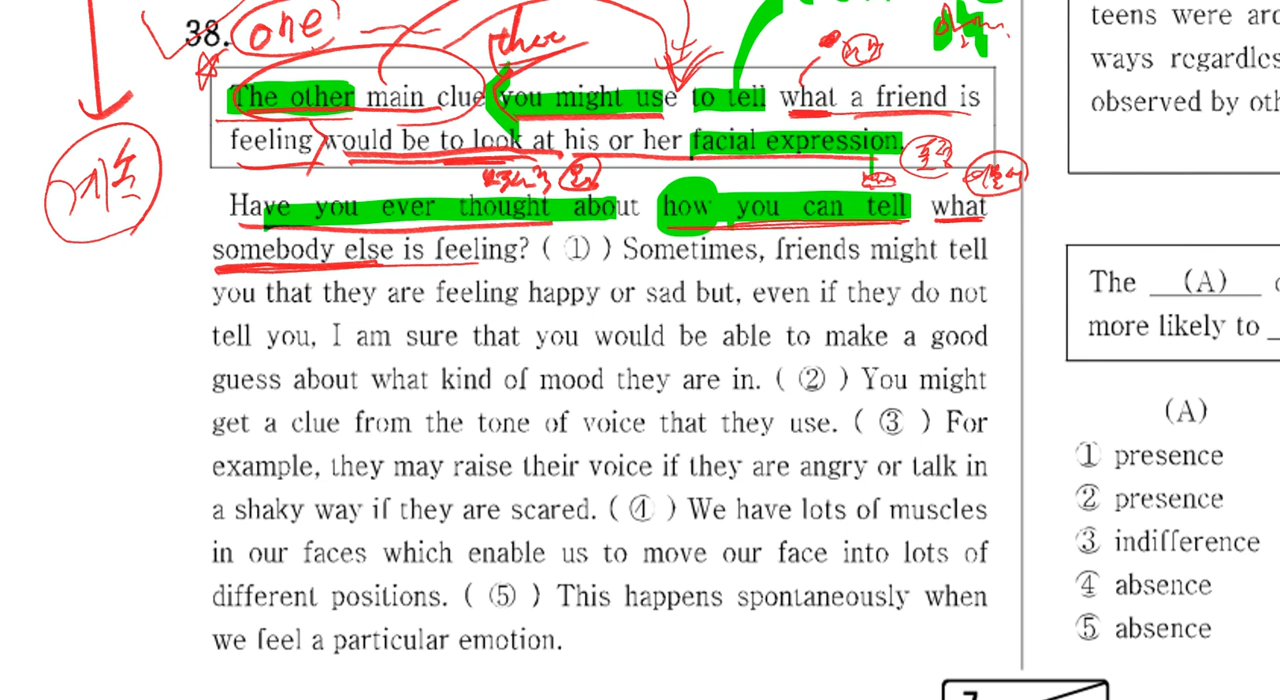 38.
one
The other main clue you might use to tell what a friend is
feeling would be to look at his or her facial expression.
Have you ever thought about how you can tell what
somebody else is feeling? ( ① ) Sometimes, friends might tell
you that they are feeling happy or sad but, even if they do not
tell you, I am sure that you would be able to make a good
guess about what kind of mood they are in. ( ② ) You might
get a clue from the tone of voice that they use. ( ③ ) For
example, they may raise their voice if they are angry or talk in
a shaky way if they are scared. ( ④ ) We have lots of muscles
in our faces which enable us to move our face into lots of
different positions. ( ⑤ ) This happens spontaneously when
we feel a particular emotion.
teens were
ways regardless
observed by
The (A)
more likely to
(A)
① presence
② presence
③ indifference
④ absence
⑤ absence